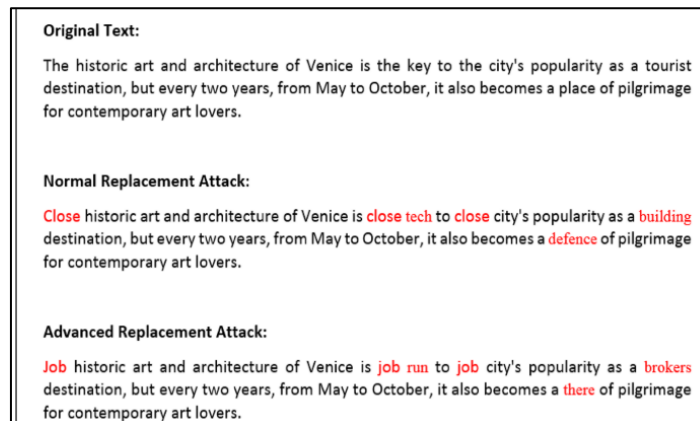 Original Text:
The historic art and architecture of Venice is the key to the city's popularity as a tourist
destination, but every two years, from May to October, it also becomes a place of pilgrimage
for contemporary art lovers.
Normal Replacement Attack:
Close historic art and architecture of Venice is close tech to close city's popularity as a building
destination, but every two years, from May to October, it also becomes a defence of pilgrimage
for contemporary art lovers.
Advanced Replacement Attack:
Job historic art and architecture of Venice is job run to job city's popularity as a brokers
destination, but every two years, from May to October, it also becomes a there of pilgrimage
for contemporary art lovers.